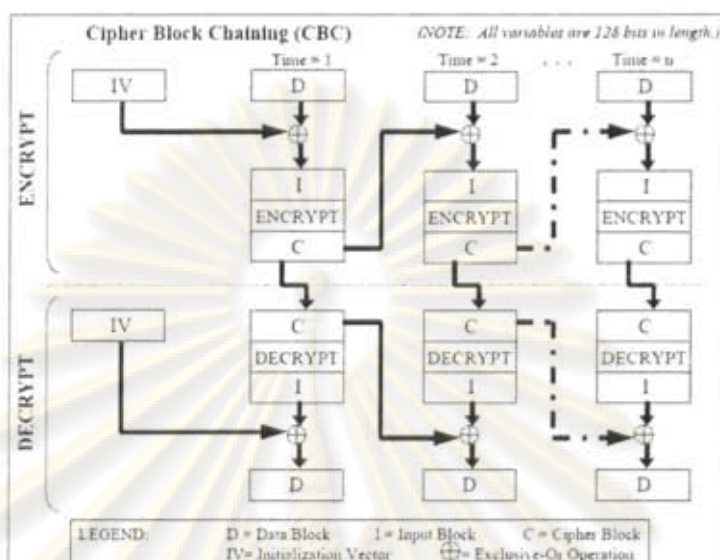 Cipher Block Chaining (CBC) (NOTE: All variables are 128 bits in length.)
Time = 1 Time = 2 . . . Time = n
IV D D D
ENCRYPT
I I I
ENCRYPT ENCRYPT ENCRYPT
C C C
IV C C C
DECRYPT
DECRYPT DECRYPT DECRYPT
I I I
D D D
LEGEND: D = Data Block I = Input Block C = Cipher Block
IV= Initialization Vector ⊕= Exclusive-Or Operation